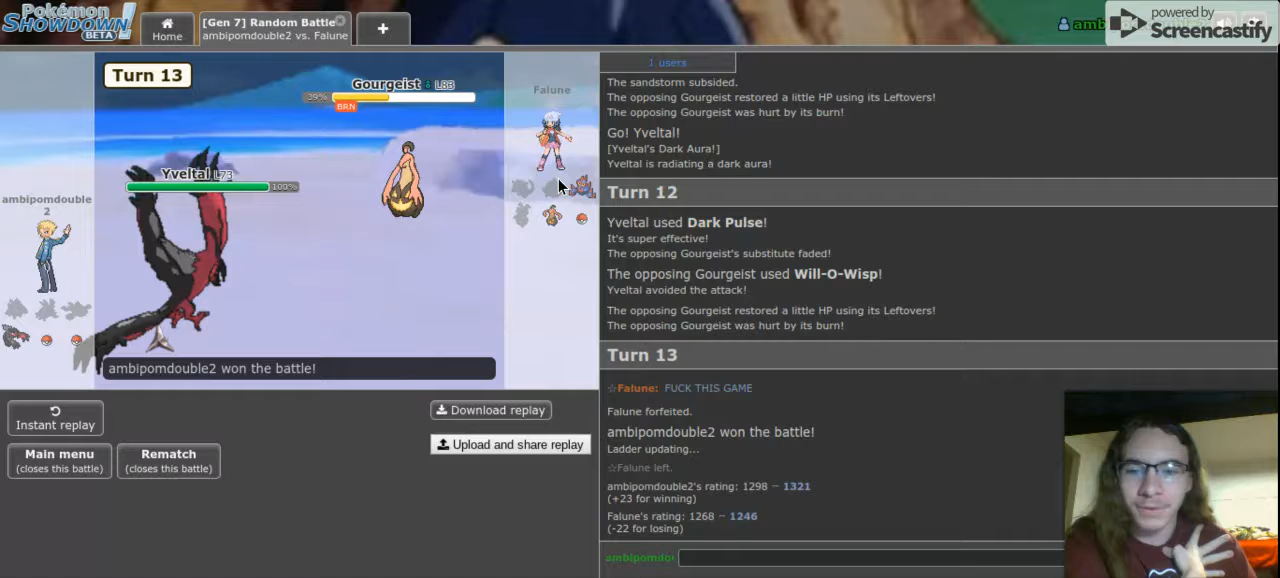 Pokémon
SHOWDOWN!
BETA
Home
[Gen 7] Random Battle
ambipomdouble2 vs. Falune
+
powered by
Screencastify
Turn 13
Gourgeist L83
39%
BRN
Yveltal L73
100%
ambipomdouble
2
Falune
ambipomdouble2 won the battle!
Instant replay
Download replay
Upload and share replay
Main menu
(closes this battle)
Rematch
(closes this battle)
1 users
The sandstorm subsided.
The opposing Gourgeist restored a little HP using its Leftovers!
The opposing Gourgeist was hurt by its burn!
Go! Yveltal!
[Yveltal's Dark Aura!]
Yveltal is radiating a dark aura!
Turn 12
Yveltal used Dark Pulse!
It's super effective!
The opposing Gourgeist's substitute faded!
The opposing Gourgeist used Will-O-Wisp!
Yveltal avoided the attack!
The opposing Gourgeist restored a little HP using its Leftovers!
The opposing Gourgeist was hurt by its burn!
Turn 13
☆Falune: FUCK THIS GAME
Falune forfeited.
ambipomdouble2 won the battle!
Ladder updating...
☆Falune left.
ambipomdouble2's rating: 1298 – 1321
(+23 for winning)
Falune's rating: 1268 – 1246
(-22 for losing)